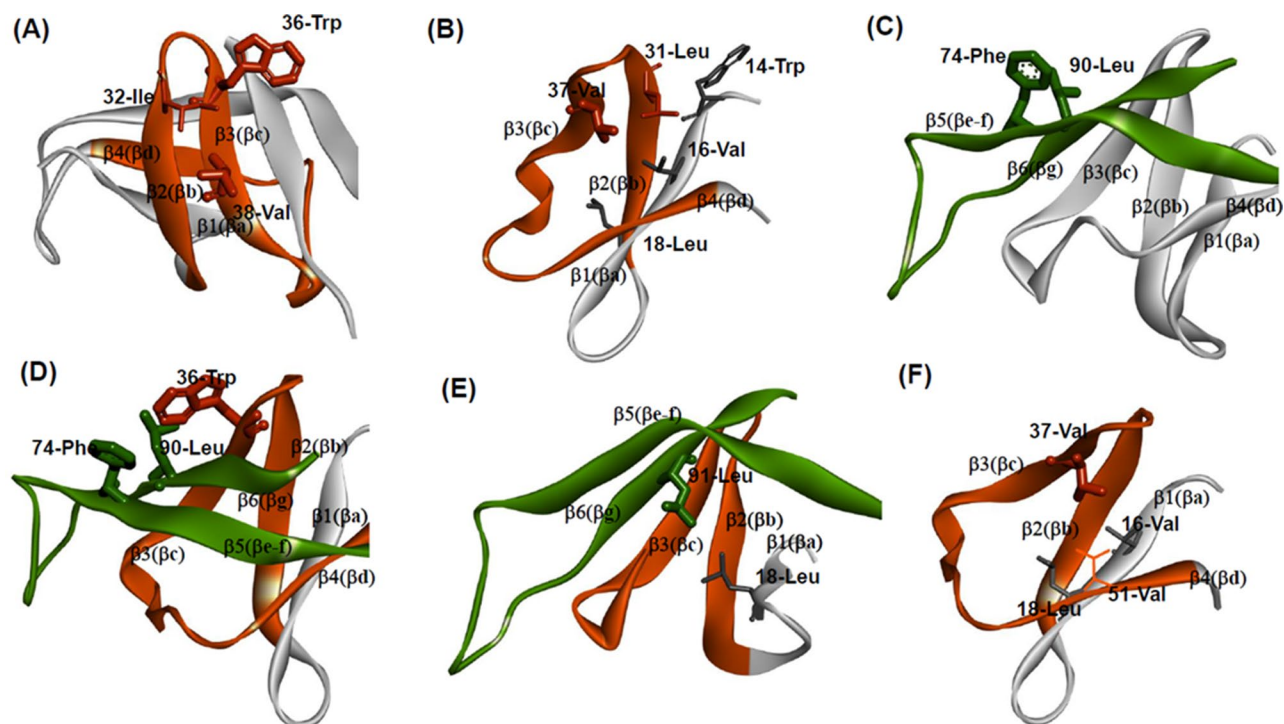 (A)
36-Trp
32-Ile
β3(βc)
β4(βd)
β2(βb)
38-Val
β1(βa)
(B)
31-Leu
14-Trp
37-Val
β3(βc)
16-Val
β2(βb)
β4(βd)
18-Leu
β1(βa)
(C)
74-Phe
90-Leu
β5(βe-f)
β6(βg)
β3(βc)
β2(βb)
β4(βd)
β1(βa)
(D)
36-Trp
74-Phe
90-Leu
β2(βb)
β6(βg)
β1(βa)
β3(βc)
β5(βe-f)
β4(βd)
(E)
β5(βe-f)
91-Leu
β6(βg)
β2(βb)
β3(βc)
β1(βa)
18-Leu
(F)
37-Val
β3(βc)
β1(βa)
β2(βb)
16-Val
β4(βd)
18-Leu
51-Val